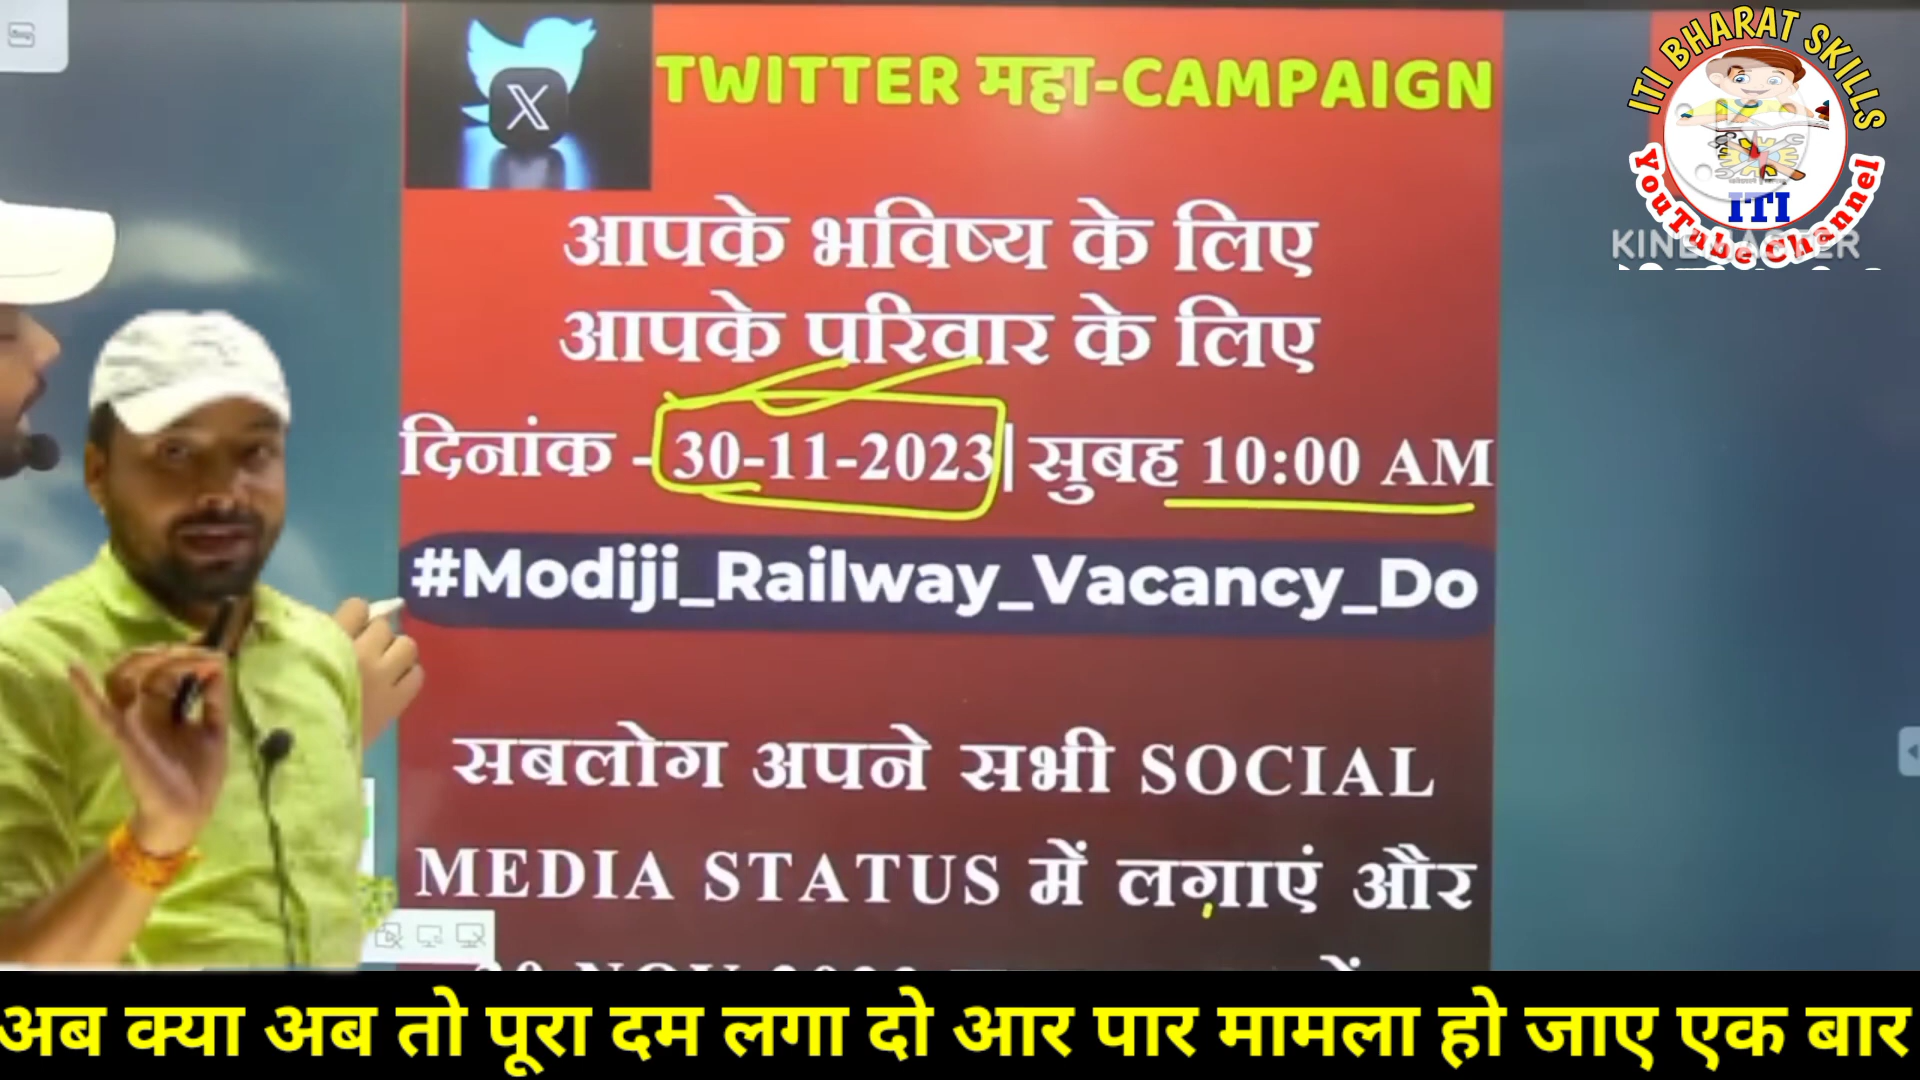 TWITTER महा-CAMPAIGN
X
आपके भविष्य के लिए
आपके परिवार के लिए
दिनांक - 30-11-2023 | सुबह 10:00 AM
#Modiji_Railway_Vacancy_Do
सबलोग अपने सभी SOCIAL
MEDIA STATUS में लगाएं और
ITI BHARAT SKILLS
ITI
YouTube Channel
KINEMASTER
अब क्या अब तो पूरा दम लगा दो आर पार मामला हो जाए एक बार